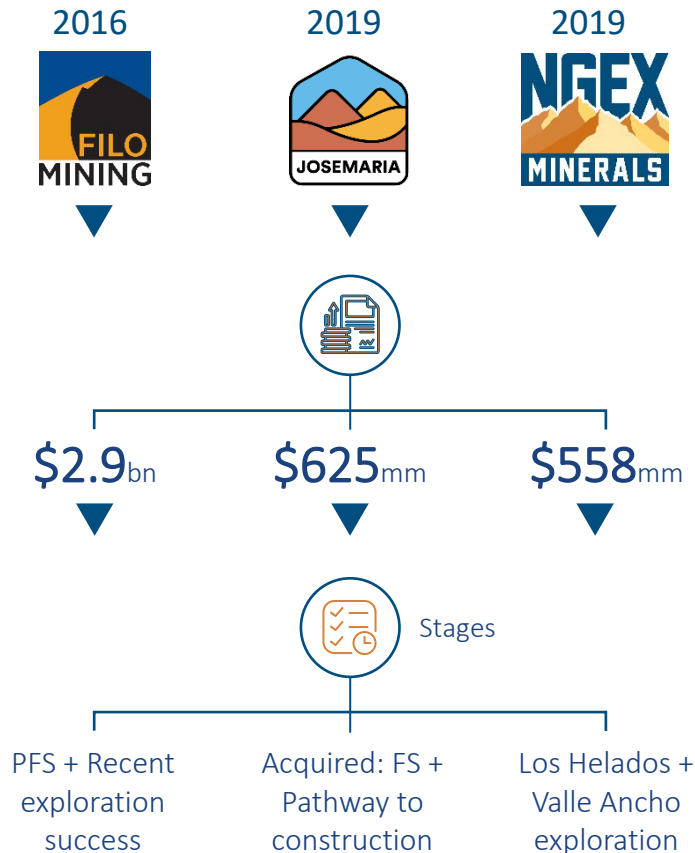 2016
2019
2019
FILO
MINING
JOSEMARIA
NGEX
MINERALS
$2.9bn
$625mm
$558mm
Stages
PFS + Recent
exploration
success
Acquired: FS +
Pathway to
construction
Los Helados +
Valle Ancho
exploration